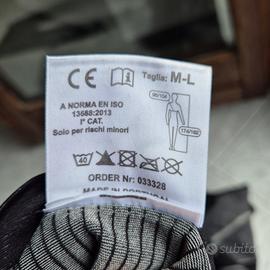 CE Taglia: M-L
A NORMA EN ISO
13688:2013
I° CAT.
Solo per rischi minori
40
ORDER Nr: 033328
MADE IN PORTUGAL
subito